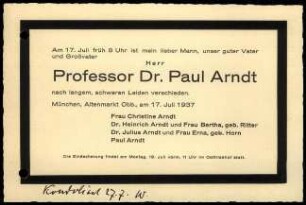 Am 17. Juli früh 8 Uhr ist mein lieber Mann, unser guter Vater
und Großvater
Herr
Professor Dr. Paul Arndt
nach langem, schweren Leiden verschieden.
München, Altenmarkt Obb., am 17. Juli 1937
Frau Christine Arndt
Dr. Heinrich Arndt und Frau Bertha, geb. Ritter
Dr. Julius Arndt und Frau Erna, geb. Horn
Paul Arndt
Die Einäscherung findet am Montag, 19. Juli vorm. 11 Uhr im Ostfriedhof statt.
27.7.